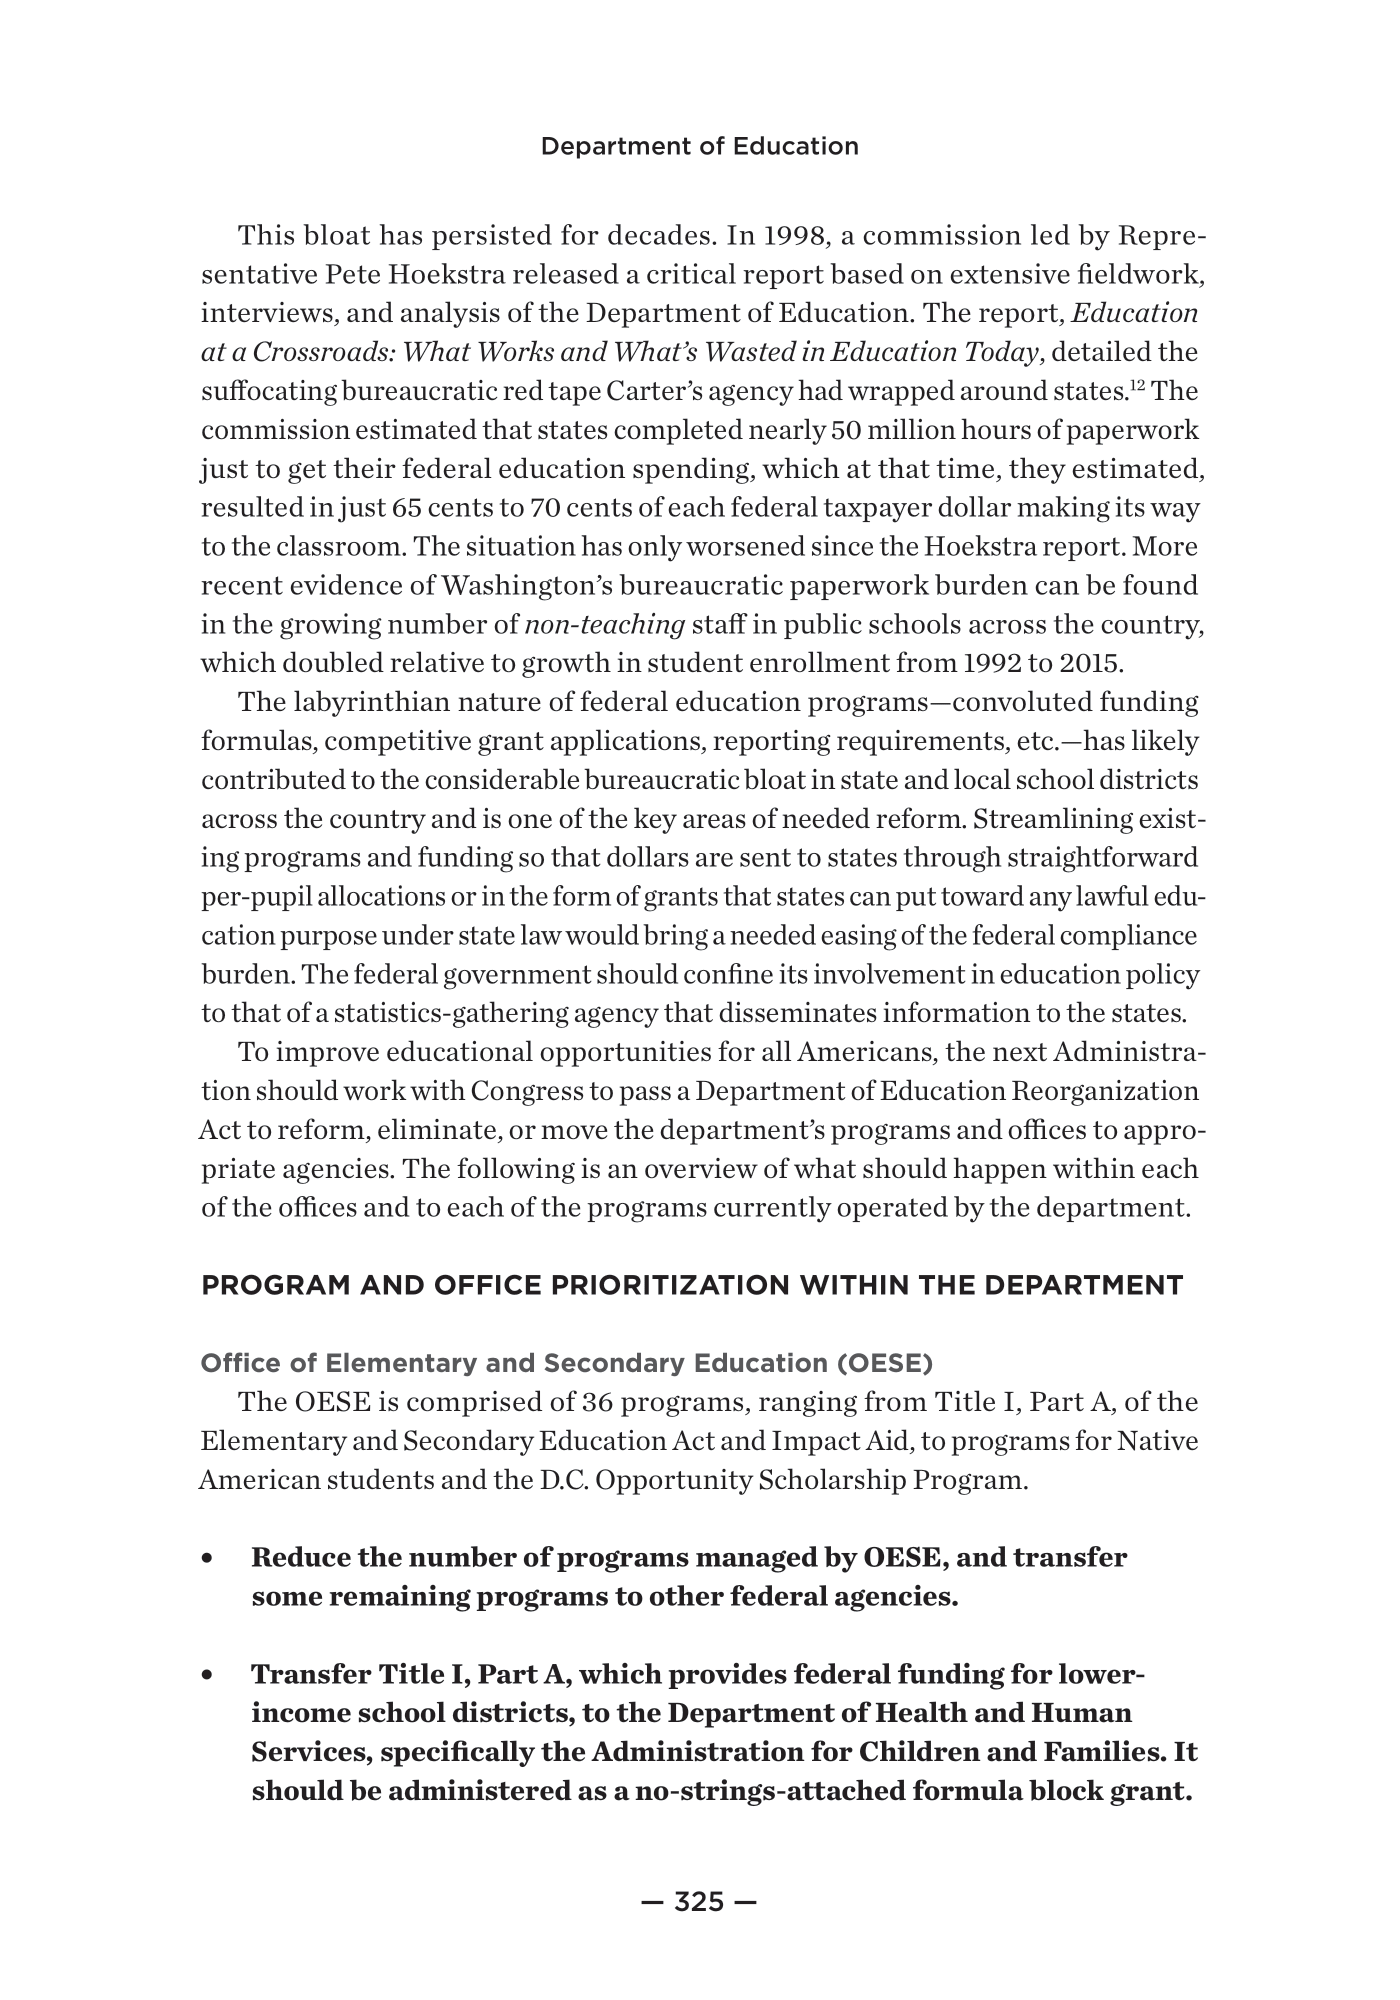 Department of Education
This bloat has persisted for decades. In 1998, a commission led by Repre-
sentative Pete Hoekstra released a critical report based on extensive fieldwork,
interviews, and analysis of the Department of Education. The report, Education
at a Crossroads: What Works and What’s Wasted in Education Today, detailed the
suffocating bureaucratic red tape Carter’s agency had wrapped around states.12 The
commission estimated that states completed nearly 50 million hours of paperwork
just to get their federal education spending, which at that time, they estimated,
resulted in just 65 cents to 70 cents of each federal taxpayer dollar making its way
to the classroom. The situation has only worsened since the Hoekstra report. More
recent evidence of Washington’s bureaucratic paperwork burden can be found
in the growing number of non-teaching staff in public schools across the country,
which doubled relative to growth in student enrollment from 1992 to 2015.
The labyrinthian nature of federal education programs—convoluted funding
formulas, competitive grant applications, reporting requirements, etc.—has likely
contributed to the considerable bureaucratic bloat in state and local school districts
across the country and is one of the key areas of needed reform. Streamlining exist-
ing programs and funding so that dollars are sent to states through straightforward
per-pupil allocations or in the form of grants that states can put toward any lawful edu-
cation purpose under state law would bring a needed easing of the federal compliance
burden. The federal government should confine its involvement in education policy
to that of a statistics-gathering agency that disseminates information to the states.
To improve educational opportunities for all Americans, the next Administra-
tion should work with Congress to pass a Department of Education Reorganization
Act to reform, eliminate, or move the department’s programs and offices to appro-
priate agencies. The following is an overview of what should happen within each
of the offices and to each of the programs currently operated by the department.
PROGRAM AND OFFICE PRIORITIZATION WITHIN THE DEPARTMENT
Office of Elementary and Secondary Education (OESE)
The OESE is comprised of 36 programs, ranging from Title I, Part A, of the
Elementary and Secondary Education Act and Impact Aid, to programs for Native
American students and the D.C. Opportunity Scholarship Program.
• Reduce the number of programs managed by OESE, and transfer
some remaining programs to other federal agencies.
• Transfer Title I, Part A, which provides federal funding for lower-
income school districts, to the Department of Health and Human
Services, specifically the Administration for Children and Families. It
should be administered as a no-strings-attached formula block grant.
— 325 —